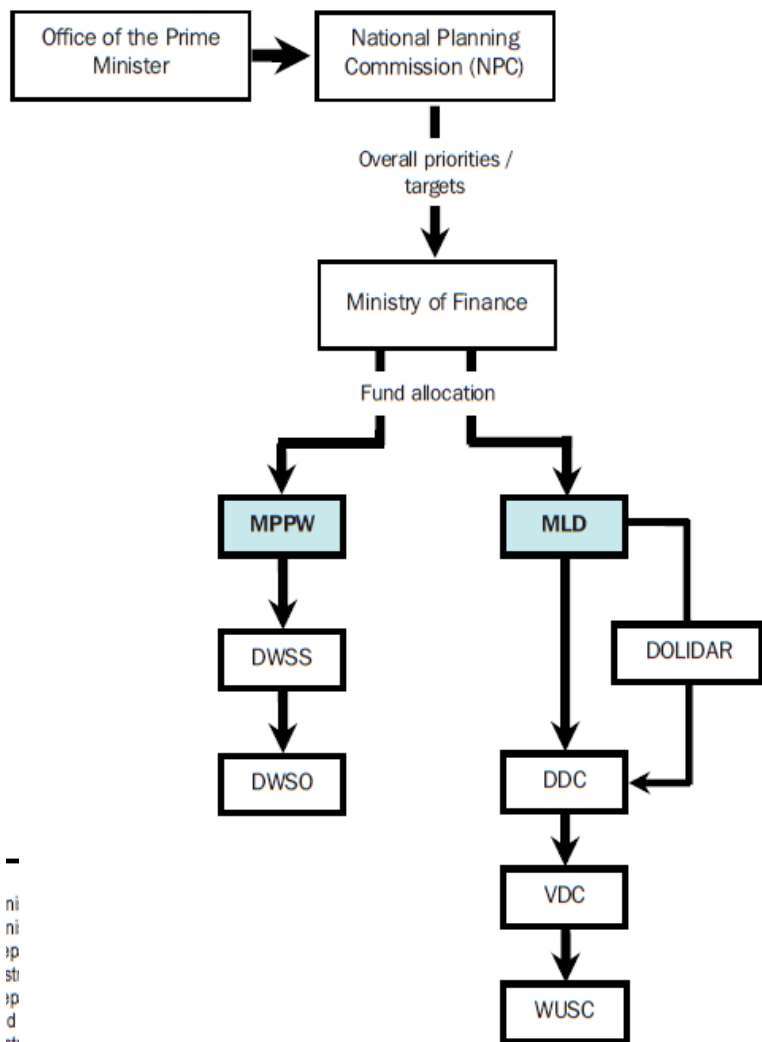 Office of the Prime
Minister
National Planning
Commission (NPC)
Overall priorities /
targets
Ministry of Finance
Fund allocation
MPPW
MLD
DWSS
DOLIDAR
DWSO
DDC
VDC
WUSC